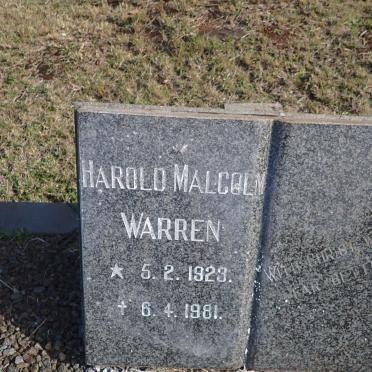 HAROLD MALCOLM
WARREN
★ 5.2.1923.
✝ 6.4.1981.